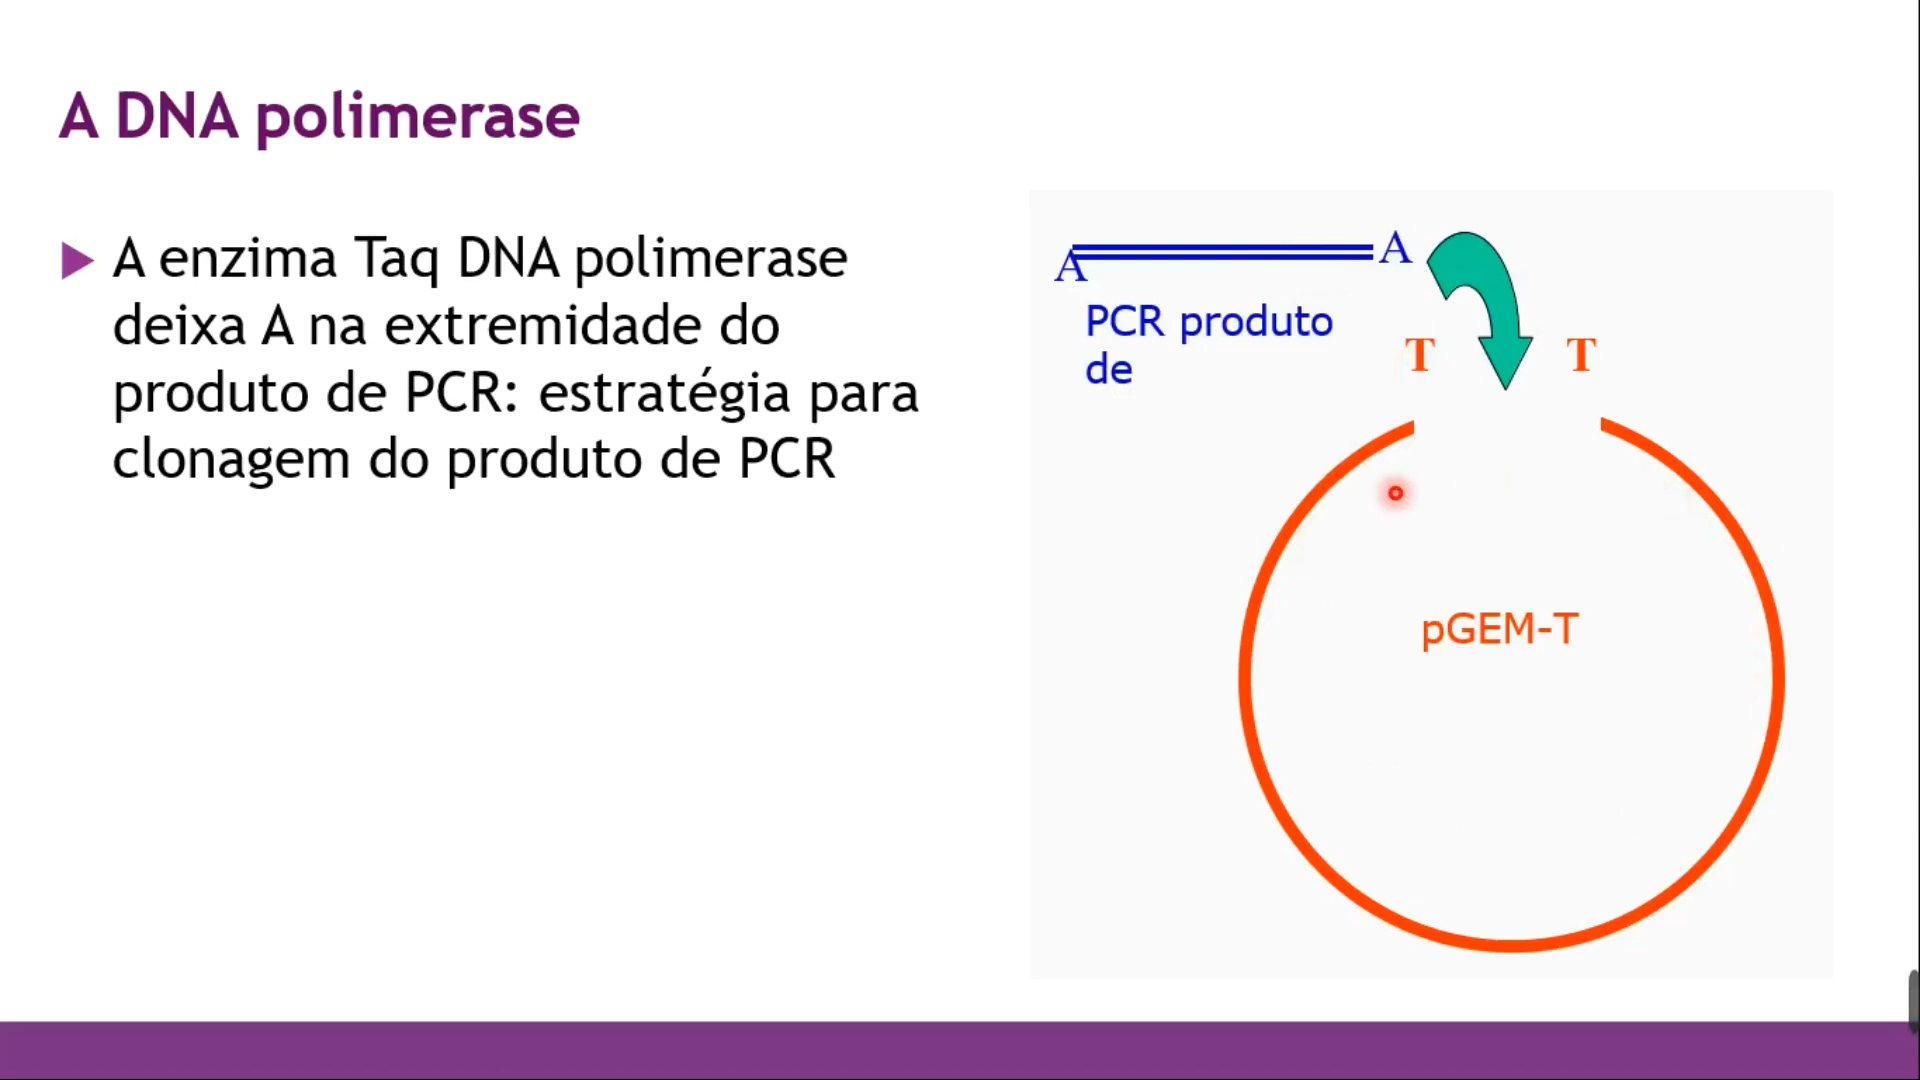 A DNA polimerase
A enzima Taq DNA polimerase
deixa A na extremidade do
produto de PCR: estratégia para
clonagem do produto de PCR
A
A
PCR produto
de
T T
pGEM-T